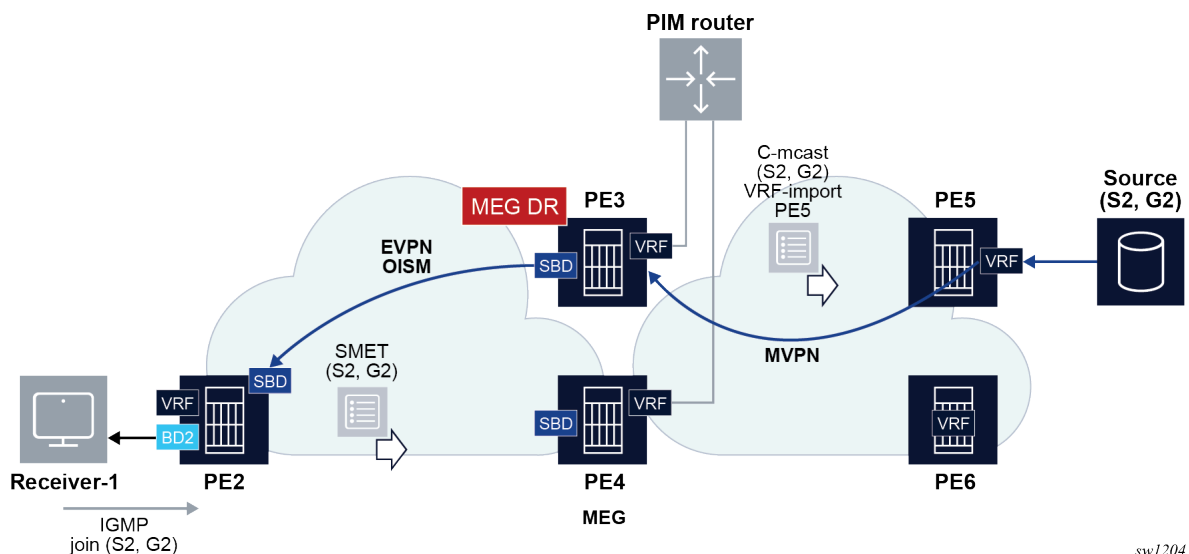 PIM router
C-mcast
(S2, G2)
VRF-import
PE5
MEG DR
PE3
PE5
Source
(S2, G2)
EVPN
OISM
SBD
VRF
VRF
MVPN
SMET
(S2, G2)
SBD
VRF
BD2
SBD
VRF
VRF
Receiver-1
PE2
PE4
PE6
MEG
IGMP
join (S2, G2)
sw1204